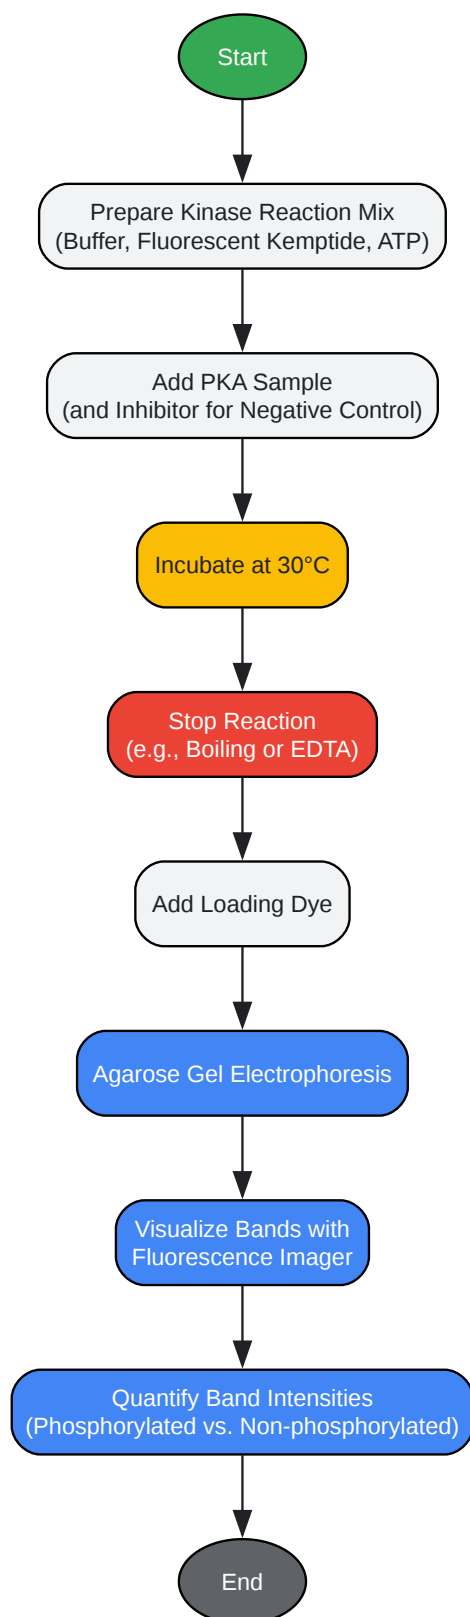 Start
Prepare Kinase Reaction Mix
(Buffer, Fluorescent Kemptide, ATP)
Add PKA Sample
(and Inhibitor for Negative Control)
Incubate at 30°C
Stop Reaction
(e.g., Boiling or EDTA)
Add Loading Dye
Agarose Gel Electrophoresis
Visualize Bands with
Fluorescence Imager
Quantify Band Intensities
(Phosphorylated vs. Non-phosphorylated)
End